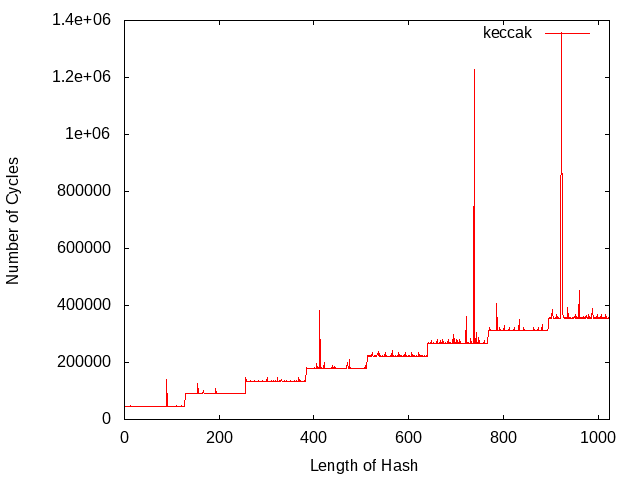 1.4e+06
keccak
1.2e+06
1e+06
800000
600000
400000
200000
0
Number of Cycles
0 200 400 600 800 1000
Length of Hash